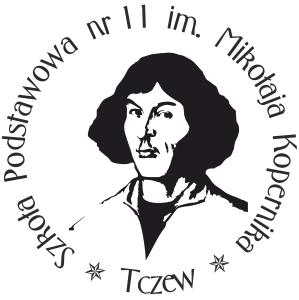 Szkoła Podstawowa nr 11 im. Mikołaja Kopernika
* Tczew *